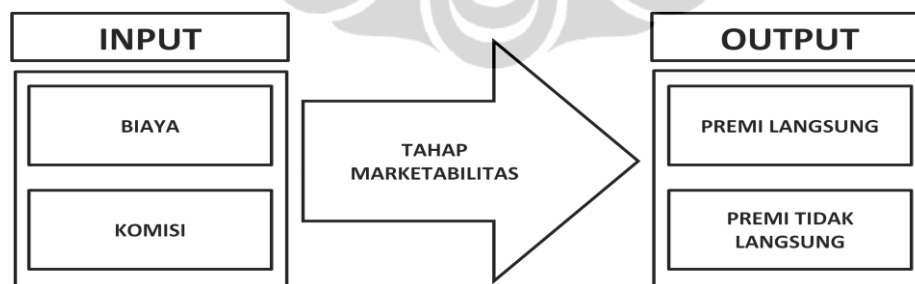 INPUT
OUTPUT
BIAYA
KOMISI
TAHAP
MARKETABILITAS
PREMI LANGSUNG
PREMI TIDAK
LANGSUNG